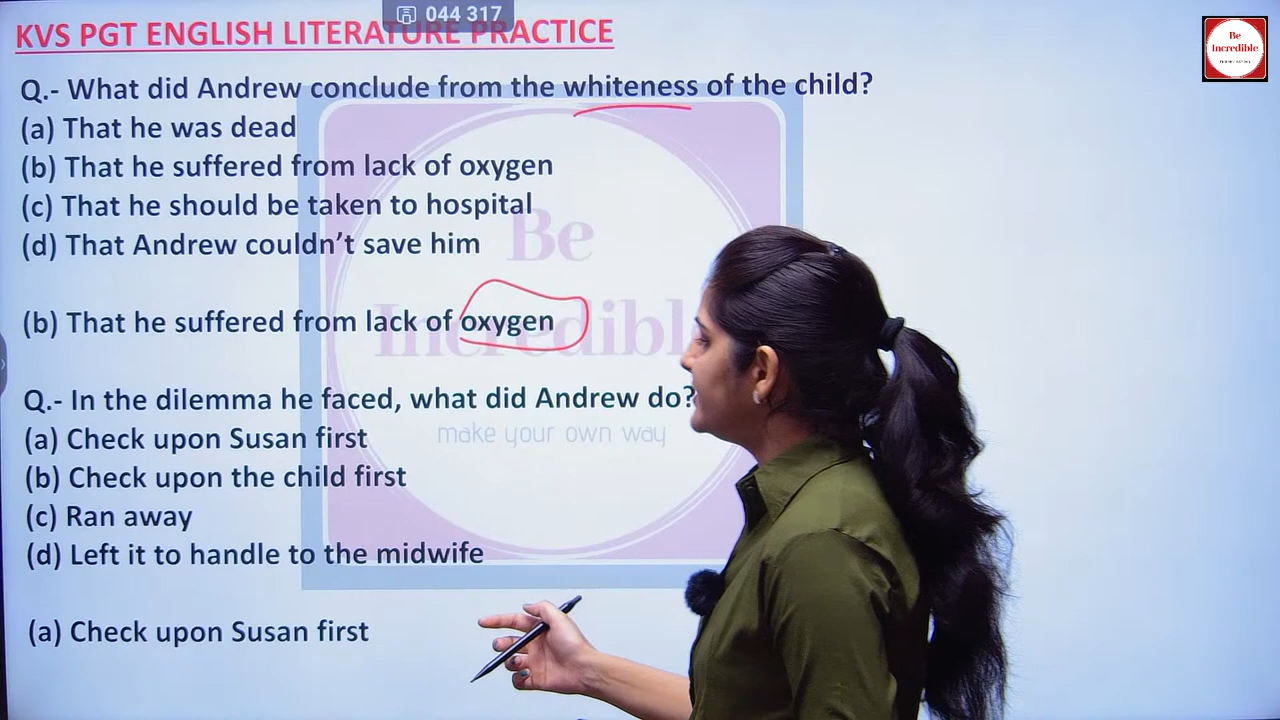 044 317
KVS PGT ENGLISH LITERATURE PRACTICE
Be
Incredible
Q.- What did Andrew conclude from the whiteness of the child?
(a) That he was dead
(b) That he suffered from lack of oxygen
(c) That he should be taken to hospital
(d) That Andrew couldn't save him
Be
(b) That he suffered from lack of oxygen
Incredibl
Q.- In the dilemma he faced, what did Andrew do?
make your own way
(a) Check upon Susan first
(b) Check upon the child first
(c) Ran away
(d) Left it to handle to the midwife
(a) Check upon Susan first